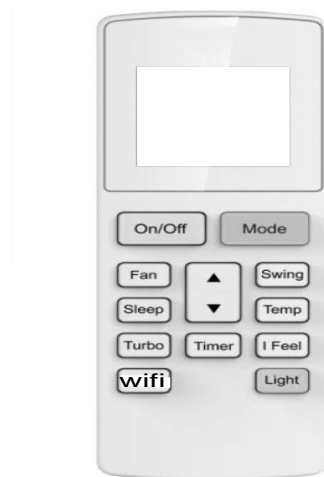 On/Off Mode
Fan Swing
Sleep Temp
Turbo Timer I Feel
wifi Light